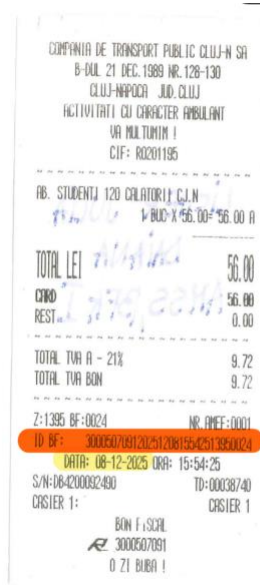 COMPANIA DE TRANSPORT PUBLIC CLUJ-N SA
B-DUL 21 DEC.1989 NR.128-130
CLUJ-NAPOCA JUD.CLUJ
ACTIVITATI CU CARACTER AMBULANT
VA MULTUMIM !
CIF: RO201195
AB. STUDENTI 120 CALATORII CJ.N
1 BUC X 56.00= 56.00 A
TOTAL LEI 56.00
CARD 56.00
REST. 0.00
TOTAL TVA A - 21% 9.72
TOTAL TVA BON 9.72
Z:1395 BF:0024 NR.AMEF:0001
ID BF: 30005070912025120815542513950024
DATA: 08-12-2025 ORA: 15:54:25
S/N:DB4200092490 TD:00038740
CASIER 1: CASIER 1
BON FISCAL
3000507091
O ZI BUNA !